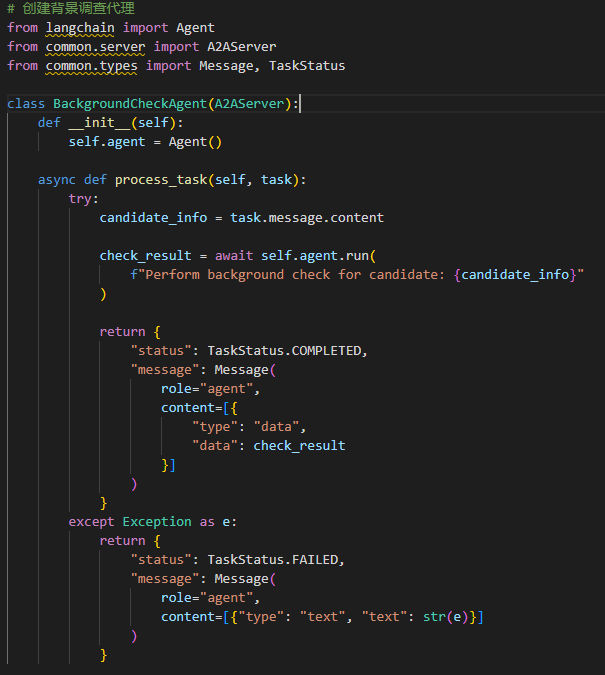 # 创建背景调查代理
from langchain import Agent
from common.server import A2AServer
from common.types import Message, TaskStatus

class BackgroundCheckAgent(A2AServer):
    def __init__(self):
        self.agent = Agent()

    async def process_task(self, task):
        try:
            candidate_info = task.message.content

            check_result = await self.agent.run(
                f"Perform background check for candidate: {candidate_info}"
            )

            return {
                "status": TaskStatus.COMPLETED,
                "message": Message(
                    role="agent",
                    content=[{
                        "type": "data",
                        "data": check_result
                    }]
                )
            }
        except Exception as e:
            return {
                "status": TaskStatus.FAILED,
                "message": Message(
                    role="agent",
                    content=[{"type": "text", "text": str(e)}]
                )
            }